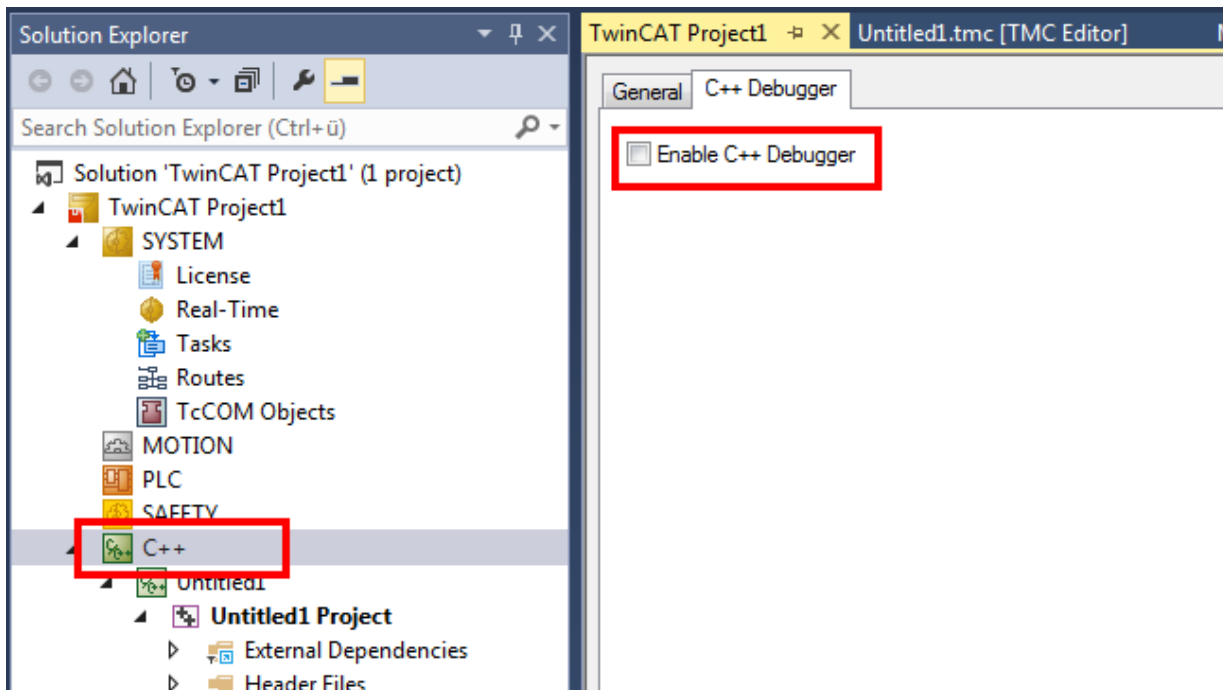 Solution Explorer
Search Solution Explorer (Ctrl+ü)
Solution 'TwinCAT Project1' (1 project)
TwinCAT Project1
SYSTEM
License
Real-Time
Tasks
Routes
TcCOM Objects
MOTION
PLC
SAFETY
C++
Untitled1
Untitled1 Project
External Dependencies
Header Files
TwinCAT Project1
Untitled1.tmc [TMC Editor]
General
C++ Debugger
Enable C++ Debugger